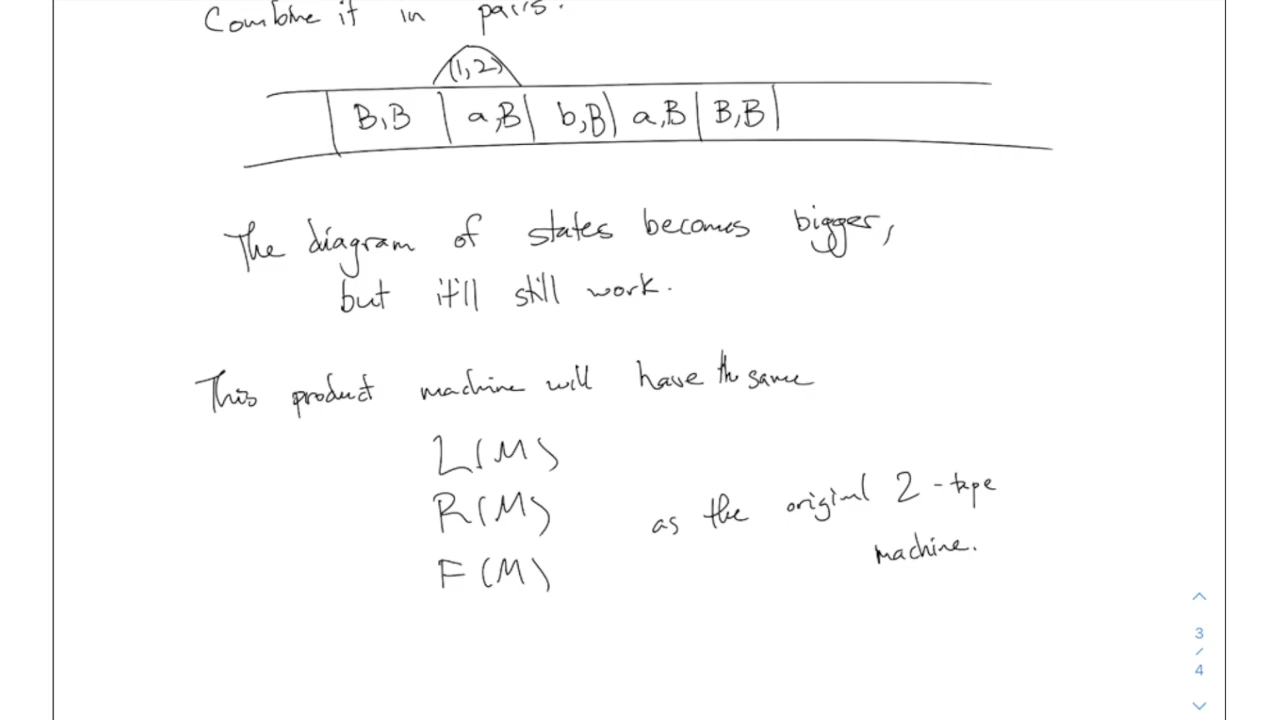 Combine it in pairs.
(1,2)
B,B | a,B | b,B | a,B | B,B
The diagram of states becomes bigger,
but it'll still work.
This product machine will have the same
L(M)
R(M)
F(M)
as the original 2-tape
machine.
3
/
4